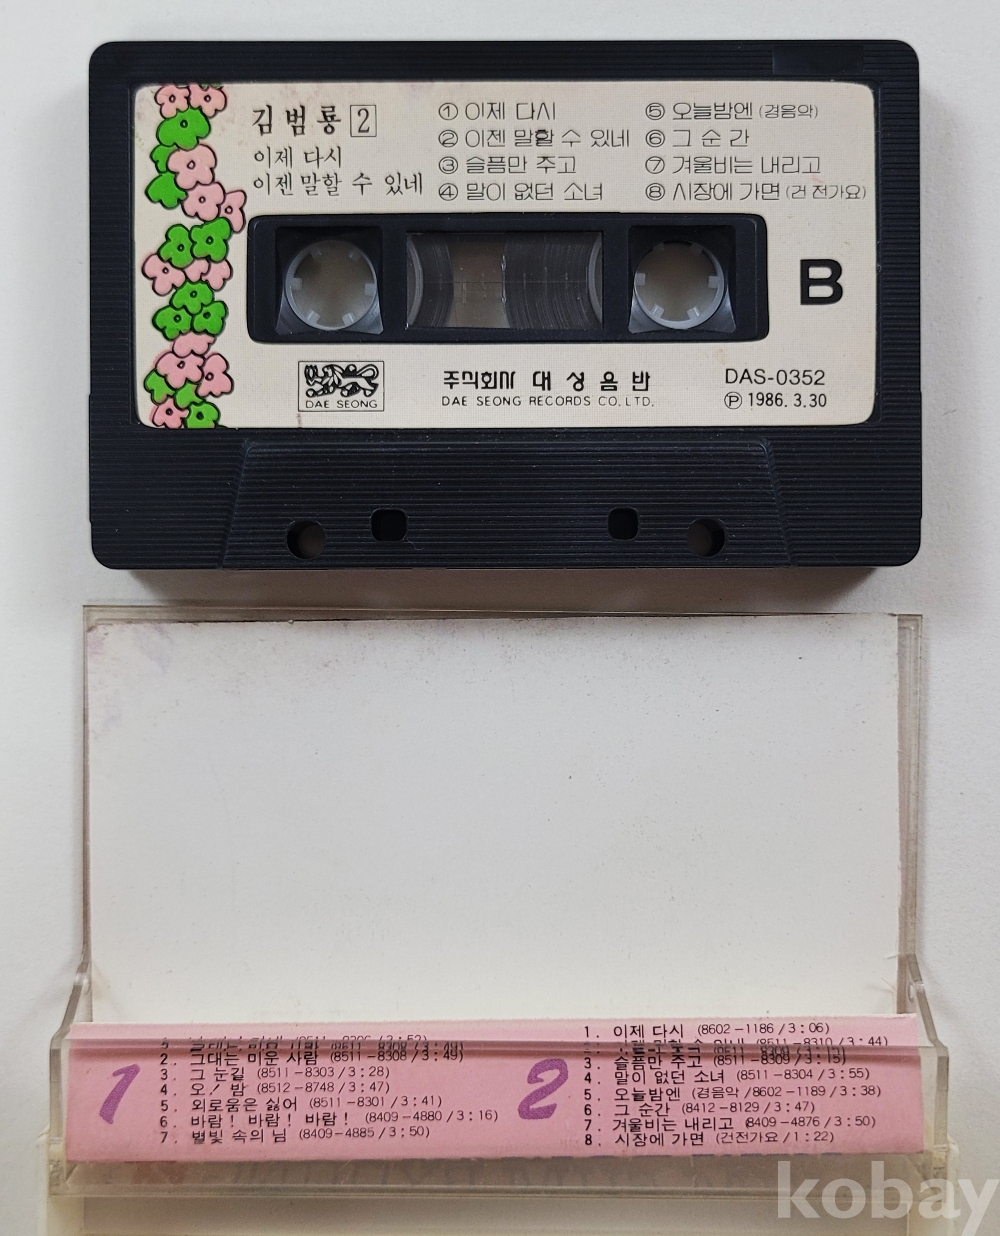 김범룡 2
이제 다시
이젠 말할 수 있네
① 이제 다시
② 이젠 말할 수 있네
③ 슬픔만 주고
④ 말이 없던 소녀
⑤ 오늘밤엔 (경음악)
⑥ 그 순 간
⑦ 겨울비는 내리고
⑧ 시장에 가면 (건전가요)
B
DAE SEONG
주식회사 대성음반
DAE SEONG RECORDS CO., LTD.
DAS-0352
Ⓟ 1986. 3. 30
1
2. 그대는 미운 사람 (8511-8308/3:49)
3. 그 눈길 (8511-8303/3:28)
4. 오! 밤 (8512-8748/3:47)
5. 외로움은 싫어 (8511-8301/3:41)
6. 바람! 바람! 바람! (8409-4880/3:16)
7. 별빛 속의 님 (8409-4885/3:50)
2
1. 이제 다시 (8602-1186/3:06)
3. 슬픔만 주고 (8511-8309/3:15)
4. 말이 없던 소녀 (8511-8304/3:55)
5. 오늘밤엔 (경음악/8602-1189/3:38)
6. 그 순간 (8412-8129/3:47)
7. 겨울비는 내리고 (8409-4876/3:50)
8. 시장에 가면 (건전가요/1:22)
kobay